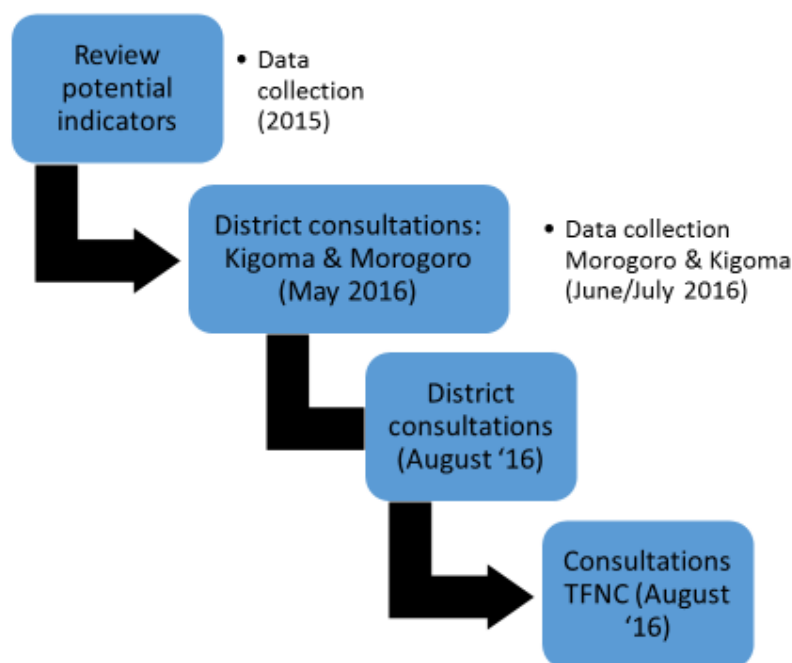 Review
potential
indicators
• Data
collection
(2015)
District consultations:
Kigoma & Morogoro
(May 2016)
• Data collection
Morogoro & Kigoma
(June/July 2016)
District
consultations
(August ‘16)
Consultations
TFNC (August
‘16)